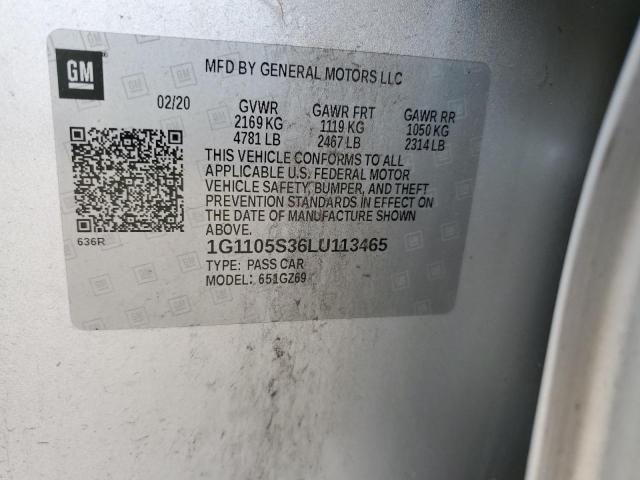 GM
MFD BY GENERAL MOTORS LLC
02/20 GVWR GAWR FRT GAWR RR
2169 KG 1119 KG 1050 KG
4781 LB 2467 LB 2314 LB
THIS VEHICLE CONFORMS TO ALL
APPLICABLE U.S. FEDERAL MOTOR
VEHICLE SAFETY, BUMPER, AND THEFT
PREVENTION STANDARDS IN EFFECT ON
THE DATE OF MANUFACTURE SHOWN
ABOVE.
636R
1G1105S36LU113465
TYPE: PASS CAR
MODEL: 651GZ69